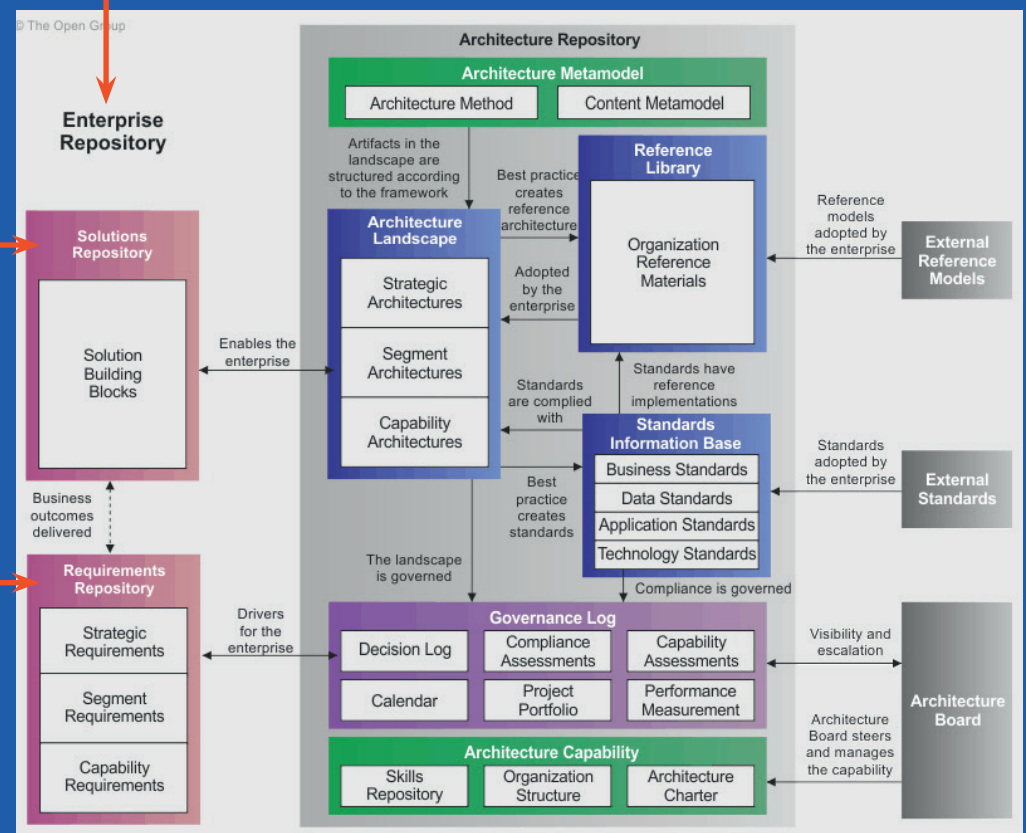 © The Open Group
Architecture Repository
Architecture Metamodel
Architecture Method
Content Metamodel
Enterprise
Repository
Artifacts in the
landscape are
structured according
to the framework
Best practice
creates
reference
architecture
Reference
Library
Organization
Reference
Materials
Reference
models
adopted by
the enterprise
External
Reference
Models
Solutions
Repository
Solution
Building
Blocks
Enables the
enterprise
Architecture
Landscape
Strategic
Architectures
Segment
Architectures
Capability
Architectures
Adopted
by the
enterprise
Standards have
reference
implementations
Standards
are complied
with
Standards
Information Base
Business Standards
Data Standards
Application Standards
Technology Standards
Standards
adopted by
the enterprise
External
Standards
Best
practice
creates
standards
Business
outcomes
delivered
The landscape
is governed
Compliance is governed
Requirements
Repository
Strategic
Requirements
Segment
Requirements
Capability
Requirements
Drivers
for the
enterprise
Governance Log
Decision Log
Compliance
Assessments
Capability
Assessments
Calendar
Project
Portfolio
Performance
Measurement
Visibility and
escalation
Architecture
Board
Architecture
Board steers
and manages
the capability
Architecture Capability
Skills
Repository
Organization
Structure
Architecture
Charter